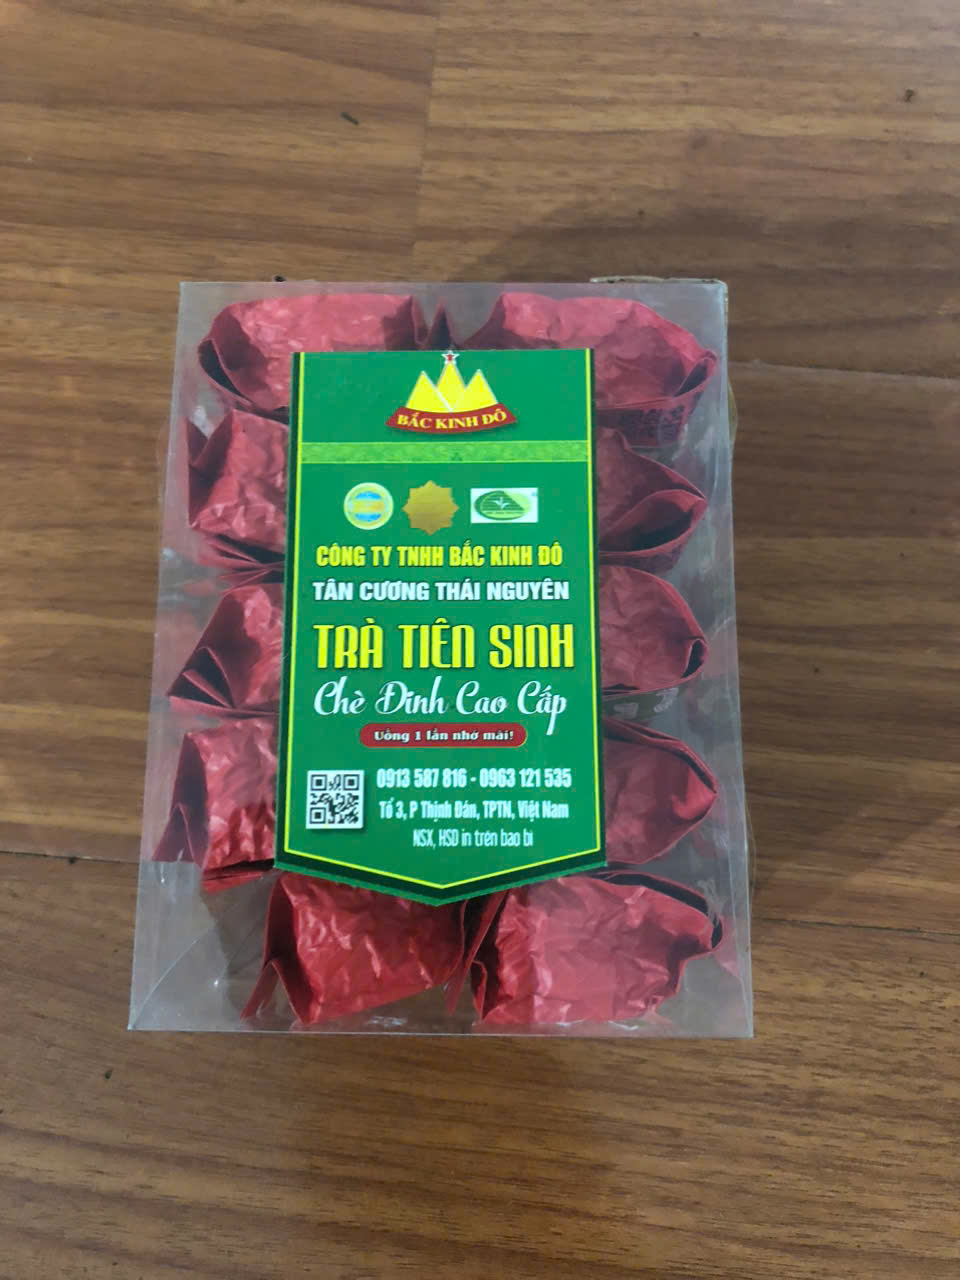 BẮC KINH ĐÔ
CÔNG TY TNHH BẮC KINH ĐÔ
TÂN CƯƠNG THÁI NGUYÊN
TRÀ TIÊN SINH
Chè Đinh Cao Cấp
Uống 1 lần nhớ mãi!
0913 587 816 - 0963 121 535
Tổ 3, P Thịnh Đán, TPTN, Việt Nam
NSX, HSD in trên bao bì